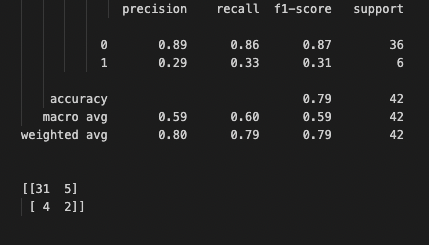 precision recall f1-score support
0 0.89 0.86 0.87 36
1 0.29 0.33 0.31 6
accuracy 0.79 42
macro avg 0.59 0.60 0.59 42
weighted avg 0.80 0.79 0.79 42
[[31 5]
[ 4 2]]